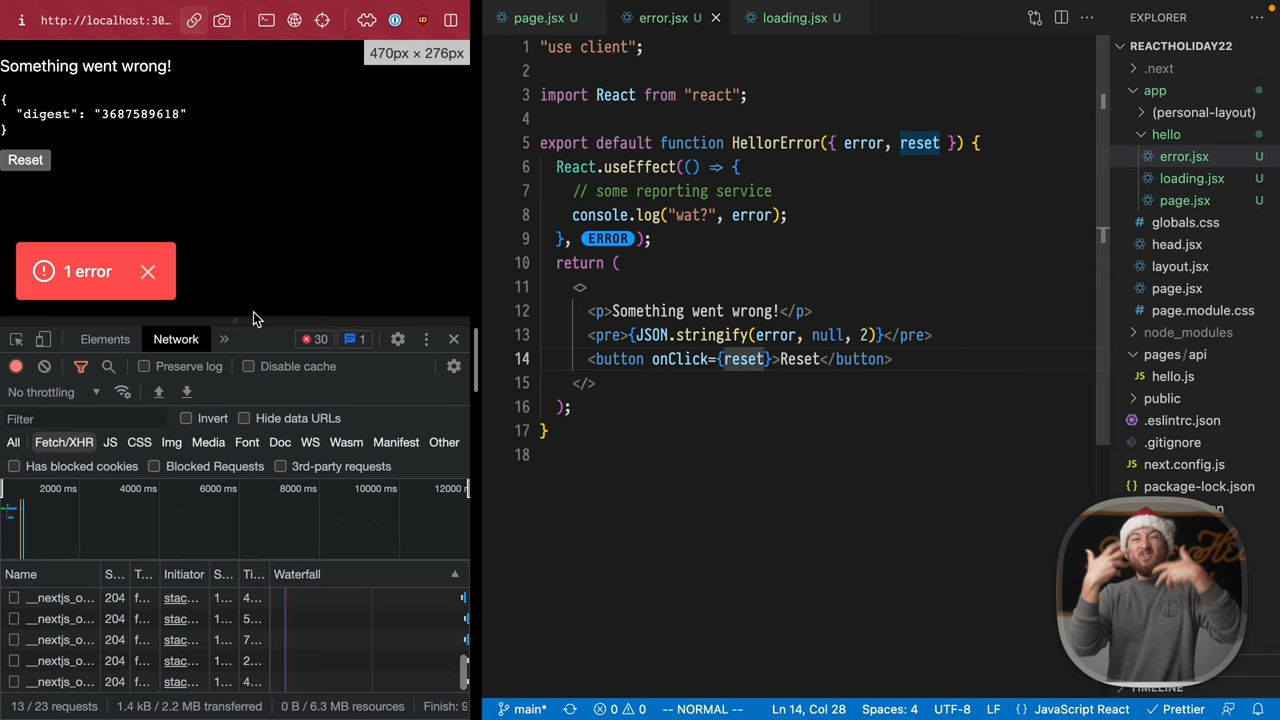 http://localhost:30...
470px × 276px
Something went wrong!
{
"digest": "3687589618"
}
Reset
1 error
Elements
Network
»
30
1
Preserve log
Disable cache
No throttling
Filter
Invert
Hide data URLs
All
Fetch/XHR
JS
CSS
Img
Media
Font
Doc
WS
Wasm
Manifest
Other
Has blocked cookies
Blocked Requests
3rd-party requests
2000 ms
4000 ms
6000 ms
8000 ms
10000 ms
Name
S...
T...
Initiator
S...
Ti...
Waterfall
__nextjs_o... 204 f... stac... 1... 4...
__nextjs_o... 204 f... stac... 1... 5...
__nextjs_o... 204 f... stac... 1... 7...
__nextjs_o... 204 f... stac... 1... 2...
__nextjs_o... 204 f... stac... 1... 4...
13 / 23 requests
1.4 kB / 2.2 MB transferred
0 B / 6.3 MB resources
Finish: 9
page.jsx U
error.jsx U
loading.jsx U
1 "use client";
2
3 import React from "react";
4
5 export default function HellorError({ error, reset }) {
6 React.useEffect(() => {
7 // some reporting service
8 console.log("wat?", error);
9 }, ERROR);
10 return (
11 <>
12 <p>Something went wrong!</p>
13 <pre>{JSON.stringify(error, null, 2)}</pre>
14 <button onClick={reset}>Reset</button>
15 </>
16 );
17 }
18
EXPLORER
REACTHOLIDAY22
.next
app
(personal-layout)
hello
error.jsx U
loading.jsx U
page.jsx U
globals.css
head.jsx
layout.jsx
page.jsx
page.module.css
node_modules
pages/api
hello.js
public
.eslintrc.json
.gitignore
next.config.js
package-lock.json
TIMELINE
main*
0
0
-- NORMAL --
Ln 14, Col 28
Spaces: 4
UTF-8
LF
{} JavaScript React
Prettier